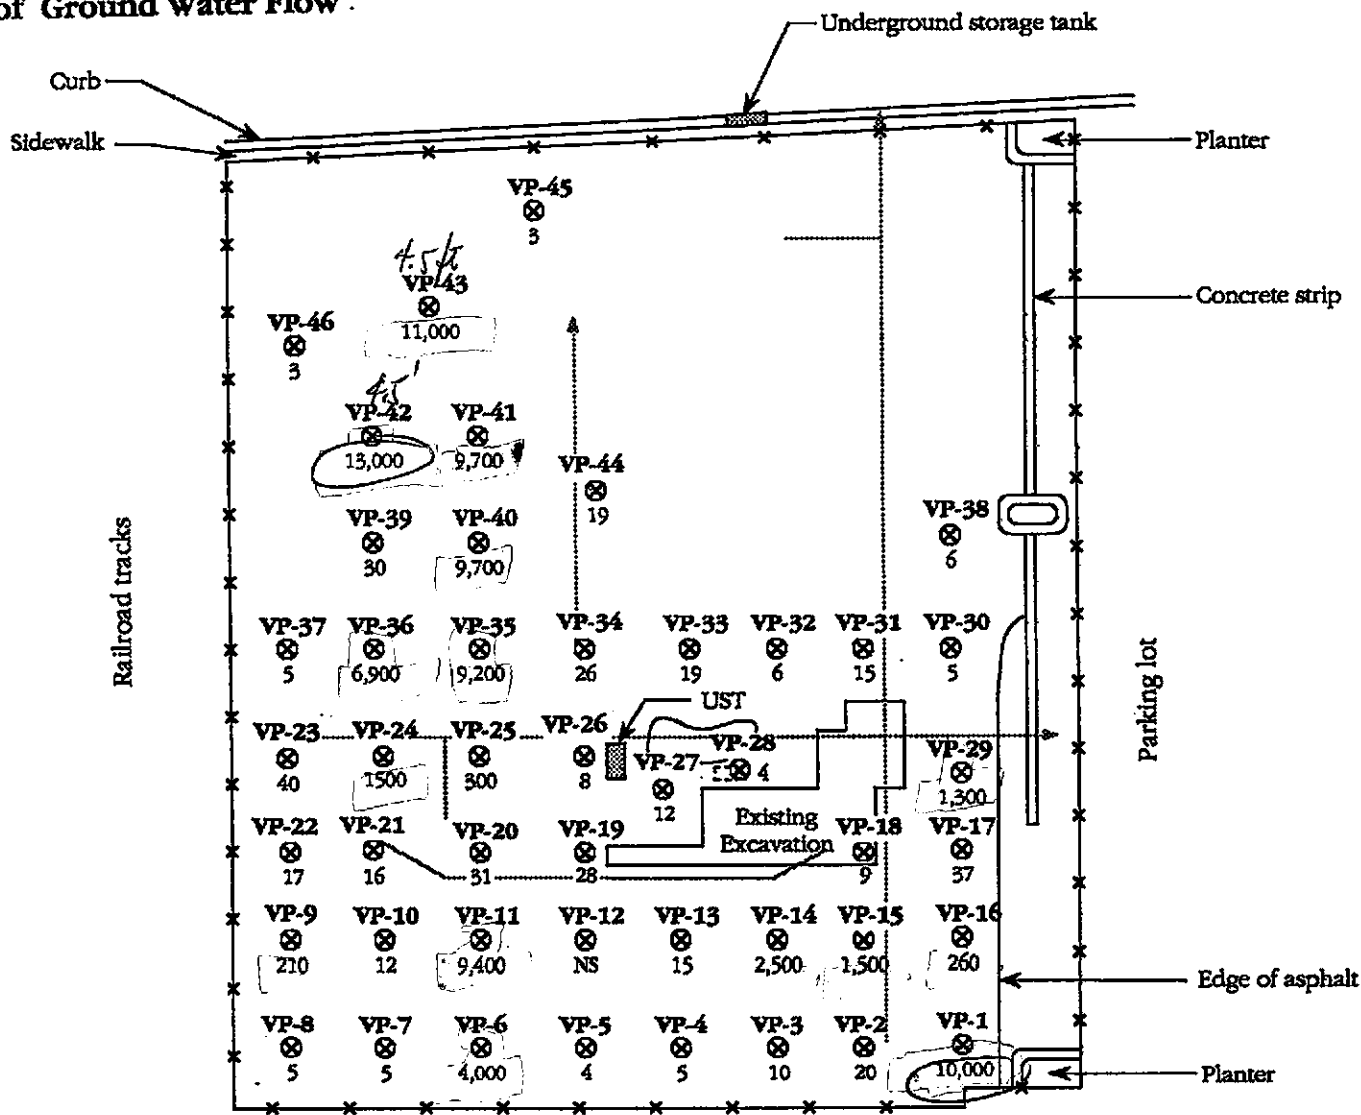 of Ground Water Flow
Underground storage tank
Curb
Sidewalk
Planter
VP-45
3
4.5 ft
VP-43
11,000
Concrete strip
VP-46
3
4.5'
VP-42
13,000
VP-41
9,700
VP-44
19
VP-38
6
VP-39
30
VP-40
9,700
Railroad tracks
Parking lot
VP-37
5
VP-36
6,900
VP-35
9,200
VP-34
26
VP-33
19
VP-32
6
VP-31
15
VP-30
5
UST
VP-23
40
VP-24
1500
VP-25
300
VP-26
8
VP-27
12
VP-28
4
VP-29
1,300
Existing
Excavation
VP-22
17
VP-21
16
VP-20
31
VP-19
28
VP-18
9
VP-17
37
VP-9
210
VP-10
12
VP-11
9,400
VP-12
NS
VP-13
15
VP-14
2,500
VP-15
1,500
VP-16
260
Edge of asphalt
VP-8
5
VP-7
5
VP-6
4,000
VP-5
4
VP-4
5
VP-3
10
VP-2
20
VP-1
10,000
Planter